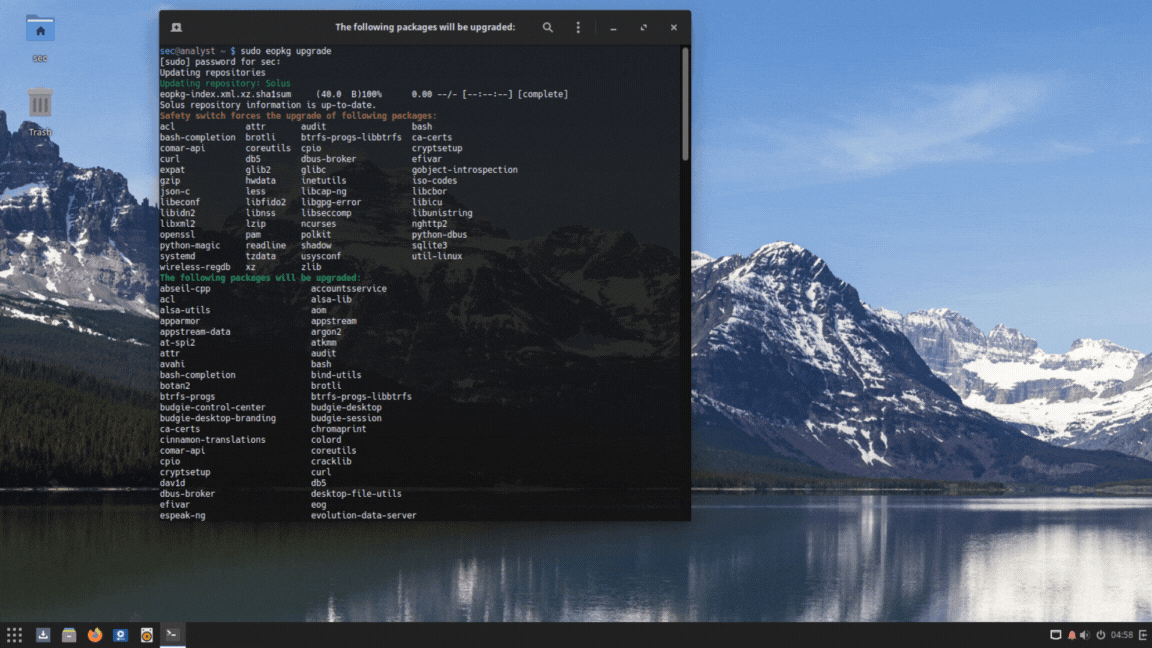 The following packages will be upgraded:
sec
Trash
sec@analyst ~ $ sudo eopkg upgrade
[sudo] password for sec:
Updating repositories
Updating repository: Solus
eopkg-index.xml.xz.sha1sum (40.0 B)100% 0.00 --/- [--:--:--] [complete]
Solus repository information is up-to-date.
Safety switch forces the upgrade of following packages:
acl attr audit bash
bash-completion brotli btrfs-progs-libbtrfs ca-certs
comar-api coreutils cpio cryptsetup
curl db5 dbus-broker efivar
expat glib2 glibc gobject-introspection
gzip hwdata inetutils iso-codes
json-c less libcap-ng libcbor
libeconf libfido2 libgpg-error libicu
libidn2 libnss libseccomp libunistring
libxml2 lzip ncurses nghttp2
openssl pam polkit python-dbus
python-magic readline shadow sqlite3
systemd tzdata usysconf util-linux
wireless-regdb xz zlib
The following packages will be upgraded:
abseil-cpp accountsservice
acl alsa-lib
alsa-utils aom
apparmor appstream
appstream-data argon2
at-spi2 atkmm
attr audit
avahi bash
bash-completion bind-utils
botan2 brotli
btrfs-progs btrfs-progs-libbtrfs
budgie-control-center budgie-desktop
budgie-desktop-branding budgie-session
ca-certs chromaprint
cinnamon-translations colord
comar-api coreutils
cpio cracklib
cryptsetup curl
dav1d db5
dbus-broker desktop-file-utils
efivar eog
espeak-ng evolution-data-server
04:58